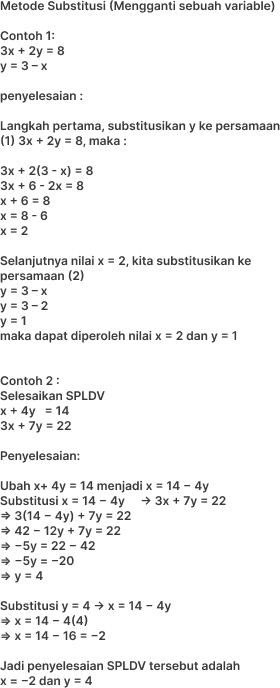 Metode Substitusi (Mengganti sebuah variable)
Contoh 1:
3x + 2y = 8
y = 3 – x
penyelesaian :
Langkah pertama, substitusikan y ke persamaan
(1) 3x + 2y = 8, maka :
3x + 2(3 - x) = 8
3x + 6 - 2x = 8
x + 6 = 8
x = 8 - 6
x = 2
Selanjutnya nilai x = 2, kita substitusikan ke
persamaan (2)
y = 3 – x
y = 3 – 2
y = 1
maka dapat diperoleh nilai x = 2 dan y = 1
Contoh 2 :
Selesaikan SPLDV
x + 4y = 14
3x + 7y = 22
Penyelesaian:
Ubah x+ 4y = 14 menjadi x = 14 − 4y
Substitusi x = 14 − 4y → 3x + 7y = 22
⇒ 3(14 − 4y) + 7y = 22
⇒ 42 − 12y + 7y = 22
⇒ −5y = 22 − 42
⇒ −5y = −20
⇒ y = 4
Substitusi y = 4 → x = 14 − 4y
⇒ x = 14 − 4(4)
⇒ x = 14 − 16 = −2
Jadi penyelesaian SPLDV tersebut adalah
x = −2 dan y = 4